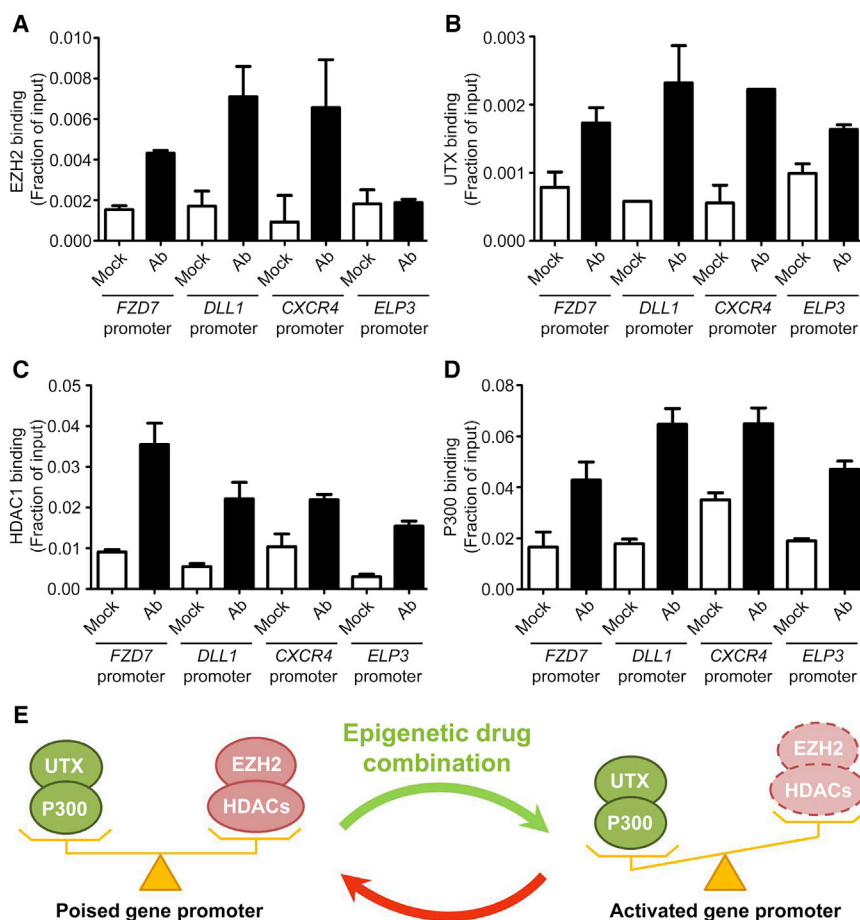 A
EZH2 binding
(Fraction of input)
0.010
0.008
0.006
0.004
0.002
0.000
Mock Ab Mock Ab Mock Ab Mock Ab
FZD7 DLL1 CXCR4 ELP3
promoter promoter promoter promoter
B
UTX binding
(Fraction of input)
0.003
0.002
0.001
0.000
Mock Ab Mock Ab Mock Ab Mock Ab
FZD7 DLL1 CXCR4 ELP3
promoter promoter promoter promoter
C
HDAC1 binding
(Fraction of input)
0.05
0.04
0.03
0.02
0.01
0.00
Mock Ab Mock Ab Mock Ab Mock Ab
FZD7 DLL1 CXCR4 ELP3
promoter promoter promoter promoter
D
P300 binding
(Fraction of input)
0.08
0.06
0.04
0.02
0.00
Mock Ab Mock Ab Mock Ab Mock Ab
FZD7 DLL1 CXCR4 ELP3
promoter promoter promoter promoter
E
UTX
P300
EZH2
HDACs
Poised gene promoter
Epigenetic drug
combination
UTX
P300
EZH2
HDACs
Activated gene promoter